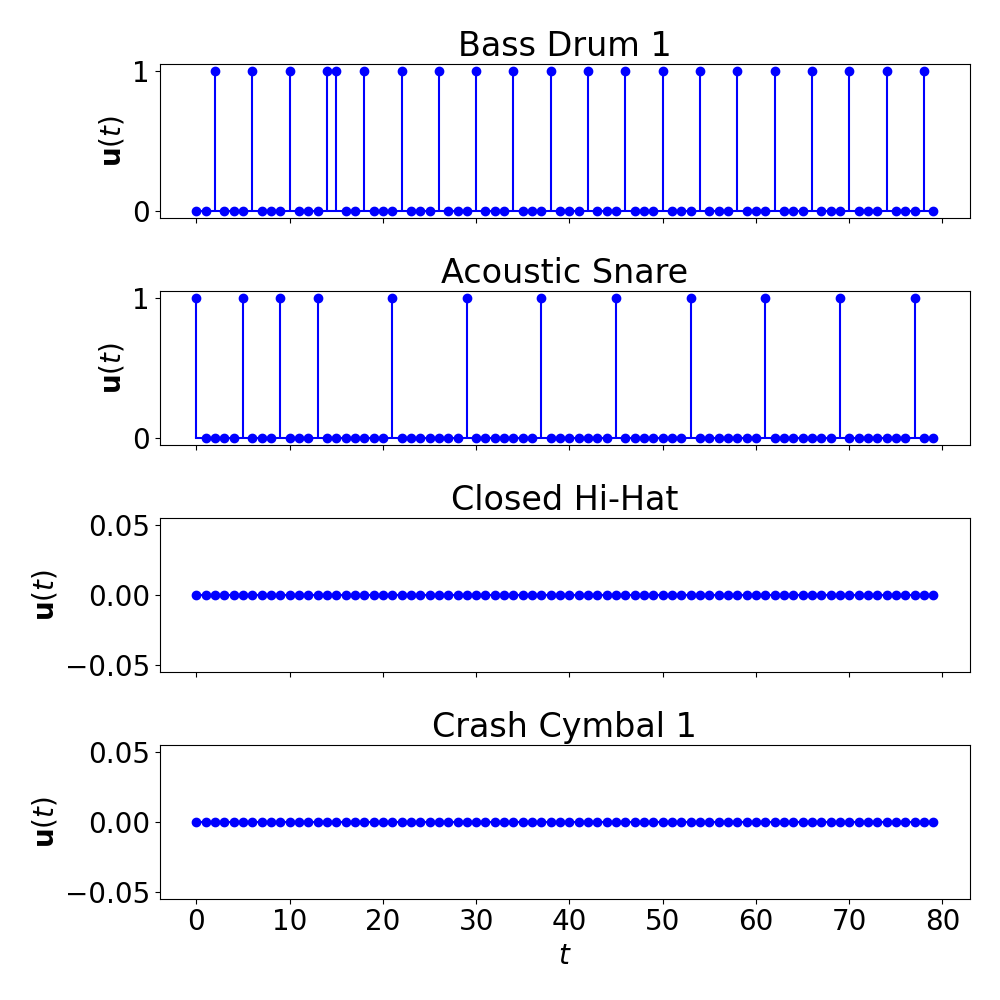 Bass Drum 1
1
u(t)
0
Acoustic Snare
1
u(t)
0
Closed Hi-Hat
0.05
u(t)
0.00
−0.05
Crash Cymbal 1
0.05
u(t)
0.00
−0.05
0 10 20 30 40 50 60 70 80
t